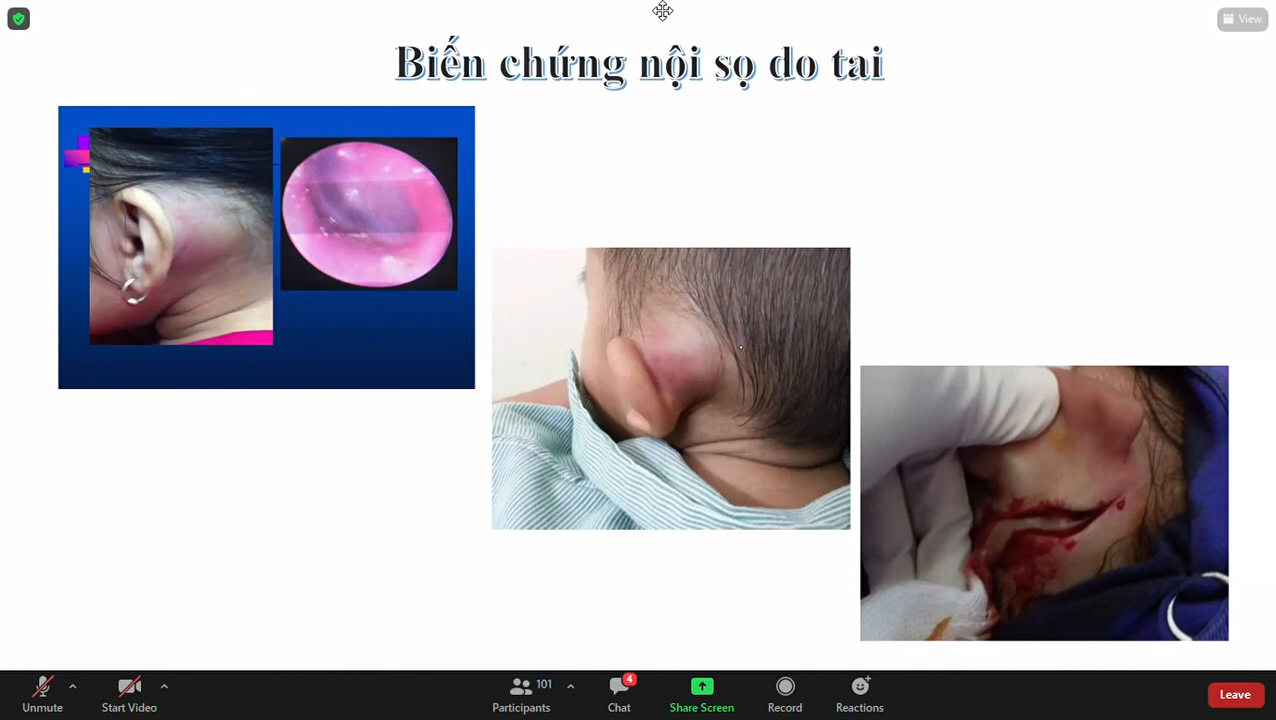 View
Biến chứng nội sọ do tai
Unmute
Start Video
Participants
101
Chat
4
Share Screen
Record
Reactions
Leave